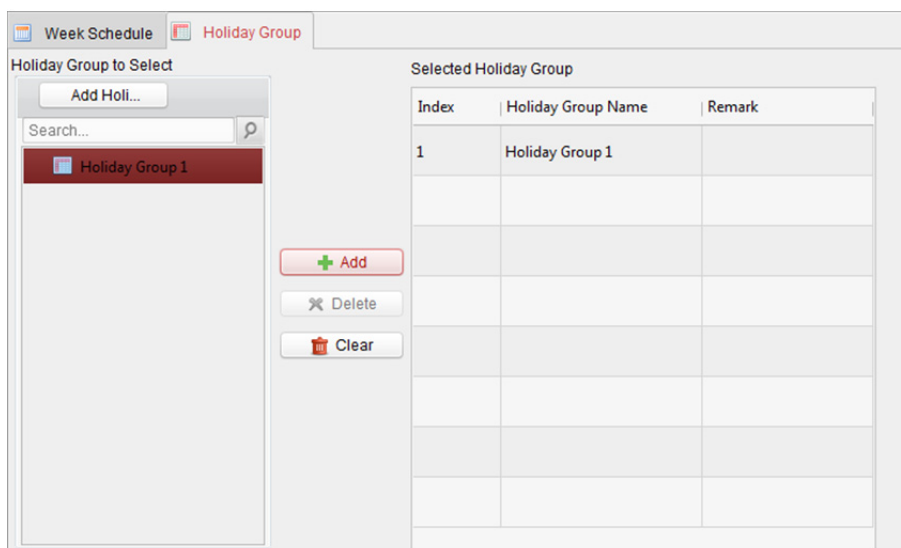 Week Schedule
Holiday Group
Holiday Group to Select
Add Holi...
Search...
Holiday Group 1
Add
Delete
Clear
Selected Holiday Group
Index Holiday Group Name Remark
1 Holiday Group 1